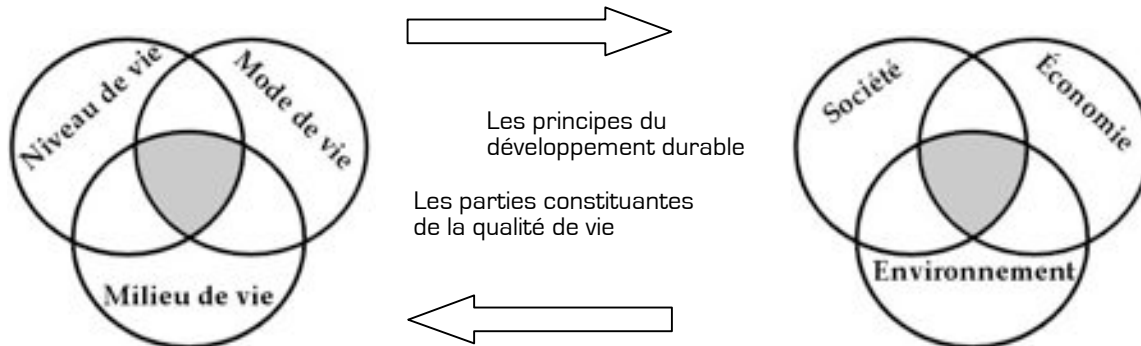 Niveau de vie
Mode de vie
Milieu de vie
Les principes du
développement durable
Les parties constituantes
de la qualité de vie
Société
Économie
Environnement